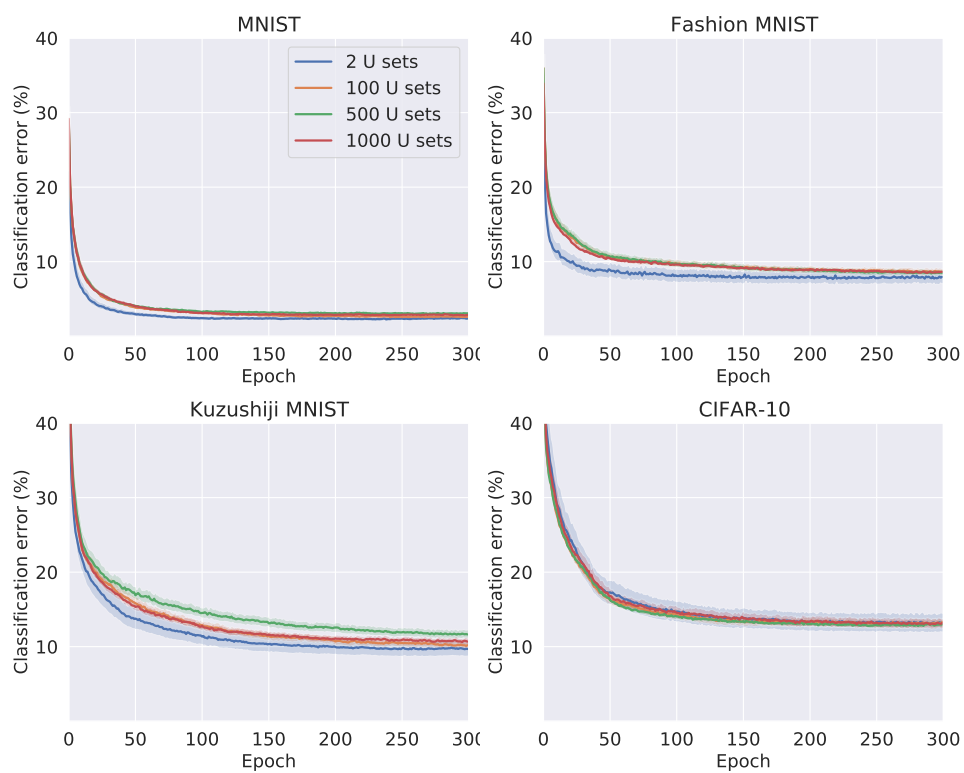 MNIST
Classification error (%)
40
30
20
10
0 50 100 150 200 250 300
Epoch
2 U sets
100 U sets
500 U sets
1000 U sets
Fashion MNIST
Classification error (%)
40
30
20
10
0 50 100 150 200 250 300
Epoch
Kuzushiji MNIST
Classification error (%)
40
30
20
10
0 50 100 150 200 250 300
Epoch
CIFAR-10
Classification error (%)
40
30
20
10
0 50 100 150 200 250 300
Epoch